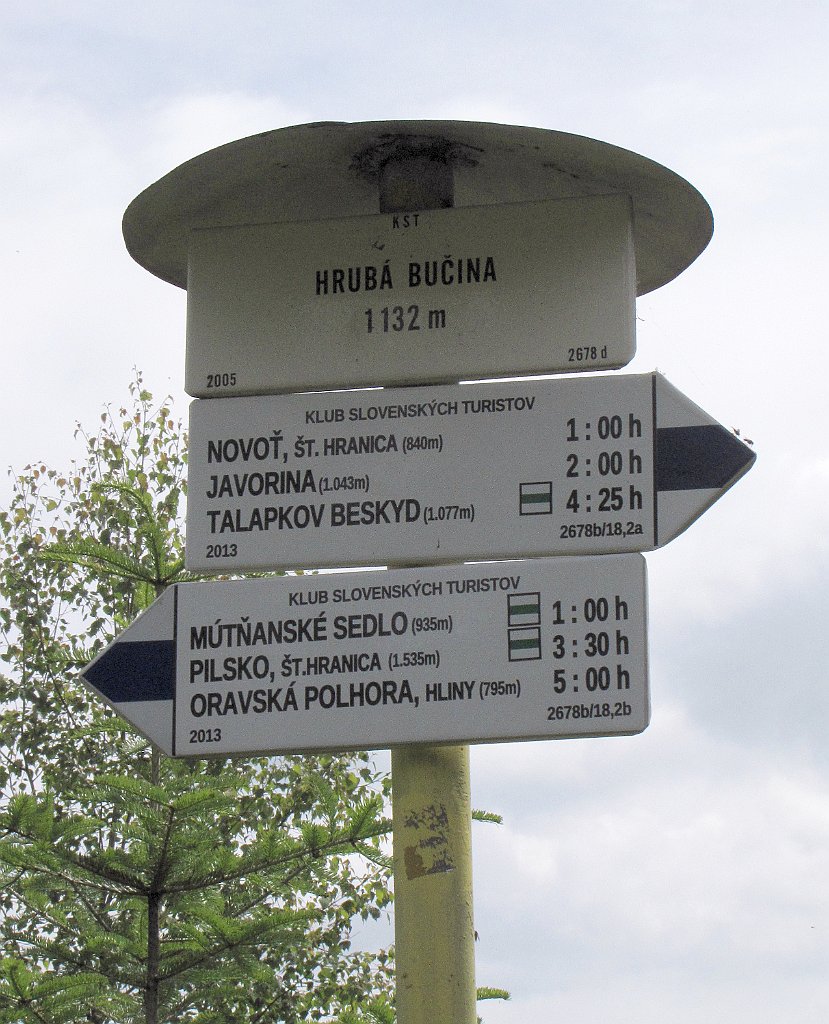 KST
HRUBÁ BUČINA
1132 m
2005 2678 d
KLUB SLOVENSKÝCH TURISTOV
NOVOŤ, ŠT. HRANICA (840m) 1:00 h
JAVORINA (1.043m) 2:00 h
TALAPKOV BESKYD (1.077m) 4:25 h
2013 2678b/18,2a
KLUB SLOVENSKÝCH TURISTOV
MÚTŇANSKÉ SEDLO (935m) 1:00 h
PILSKO, ŠT.HRANICA (1.535m) 3:30 h
ORAVSKÁ POLHORA, HLINY (795m) 5:00 h
2013 2678b/18,2b